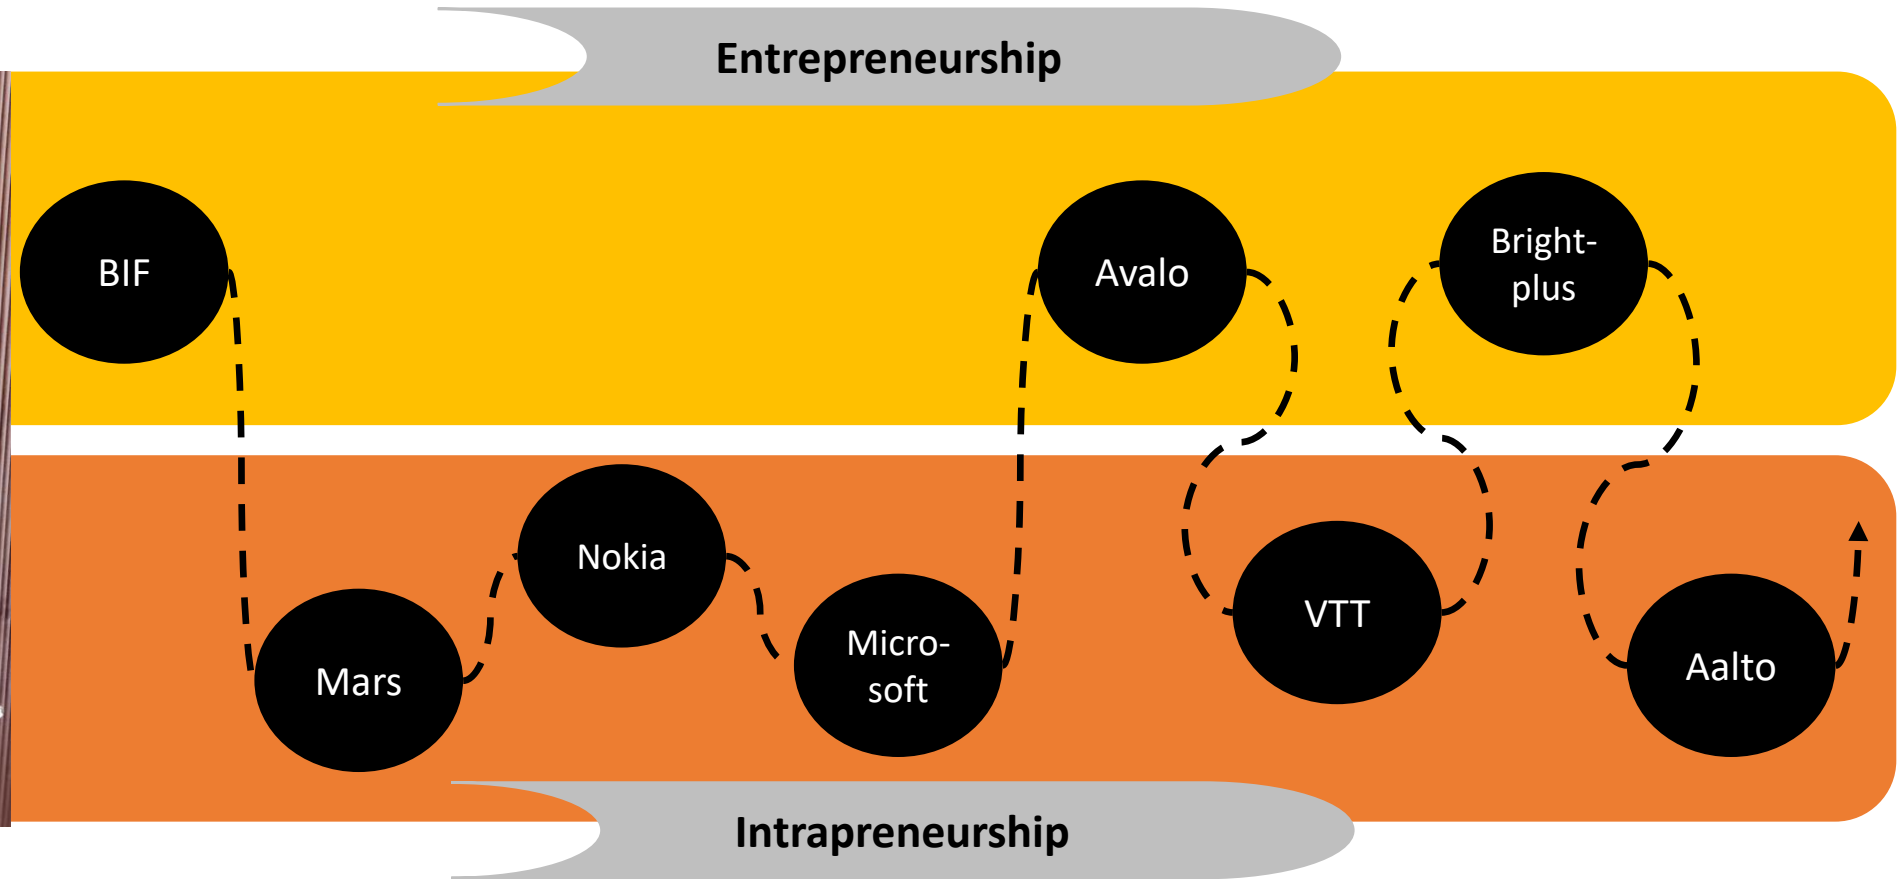 Entrepreneurship
BIF
Avalo
Bright-
plus
Nokia
Mars
Micro-
soft
VTT
Aalto
Intrapreneurship